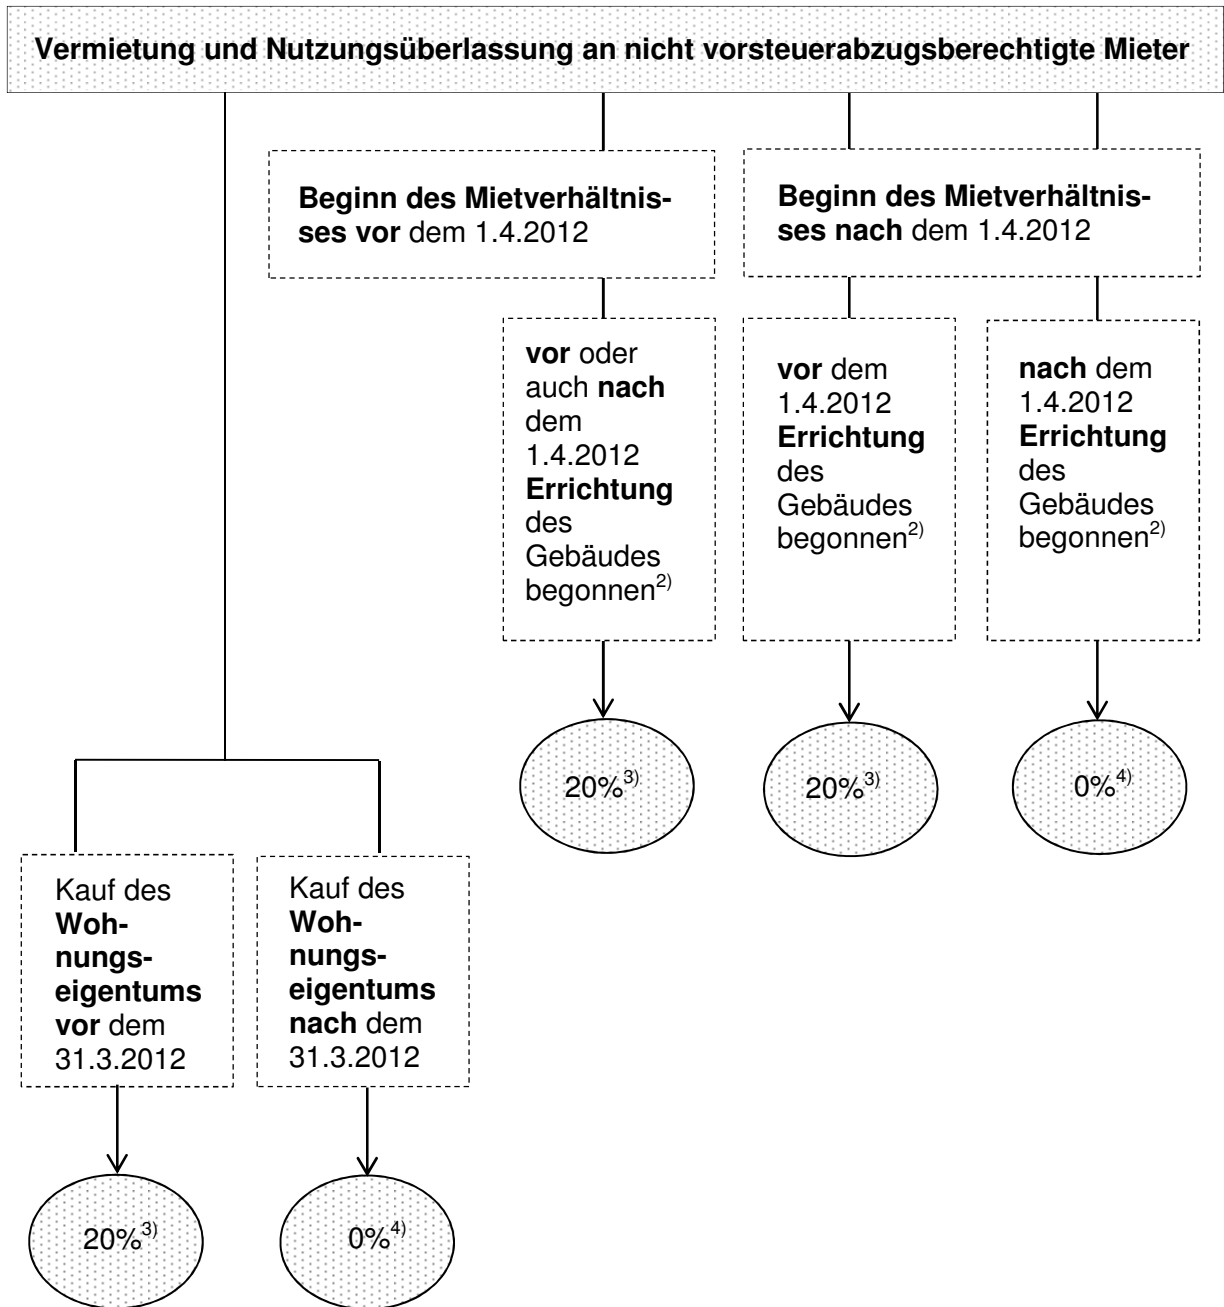 Vermietung und Nutzungsüberlassung an nicht vorsteuerabzugsberechtigte Mieter
Beginn des Mietverhältnis-
ses vor dem 1.4.2012
Beginn des Mietverhältnis-
ses nach dem 1.4.2012
vor oder
auch nach
dem
1.4.2012
Errichtung
des
Gebäudes
begonnen2)
vor dem
1.4.2012
Errichtung
des
Gebäudes
begonnen2)
nach dem
1.4.2012
Errichtung
des
Gebäudes
begonnen2)
20%3)
20%3)
0%4)
Kauf des
Woh-
nungs-
eigentums
vor dem
31.3.2012
Kauf des
Woh-
nungs-
eigentums
nach dem
31.3.2012
20%3)
0%4)